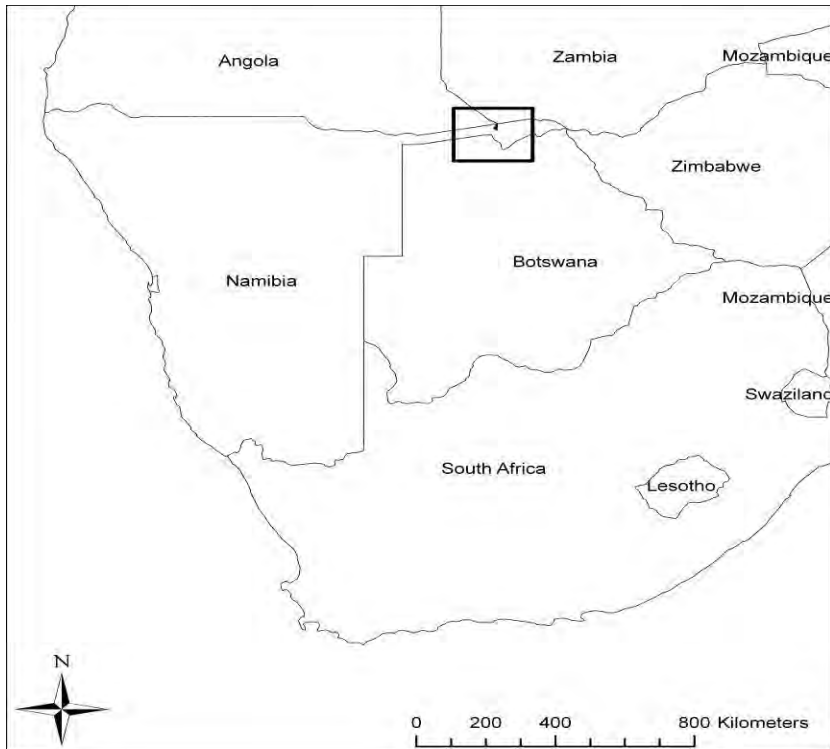 Angola
Zambia
Mozambique
Zimbabwe
Botswana
Namibia
Mozambique
Swaziland
South Africa
Lesotho
N
0 200 400 800 Kilometers